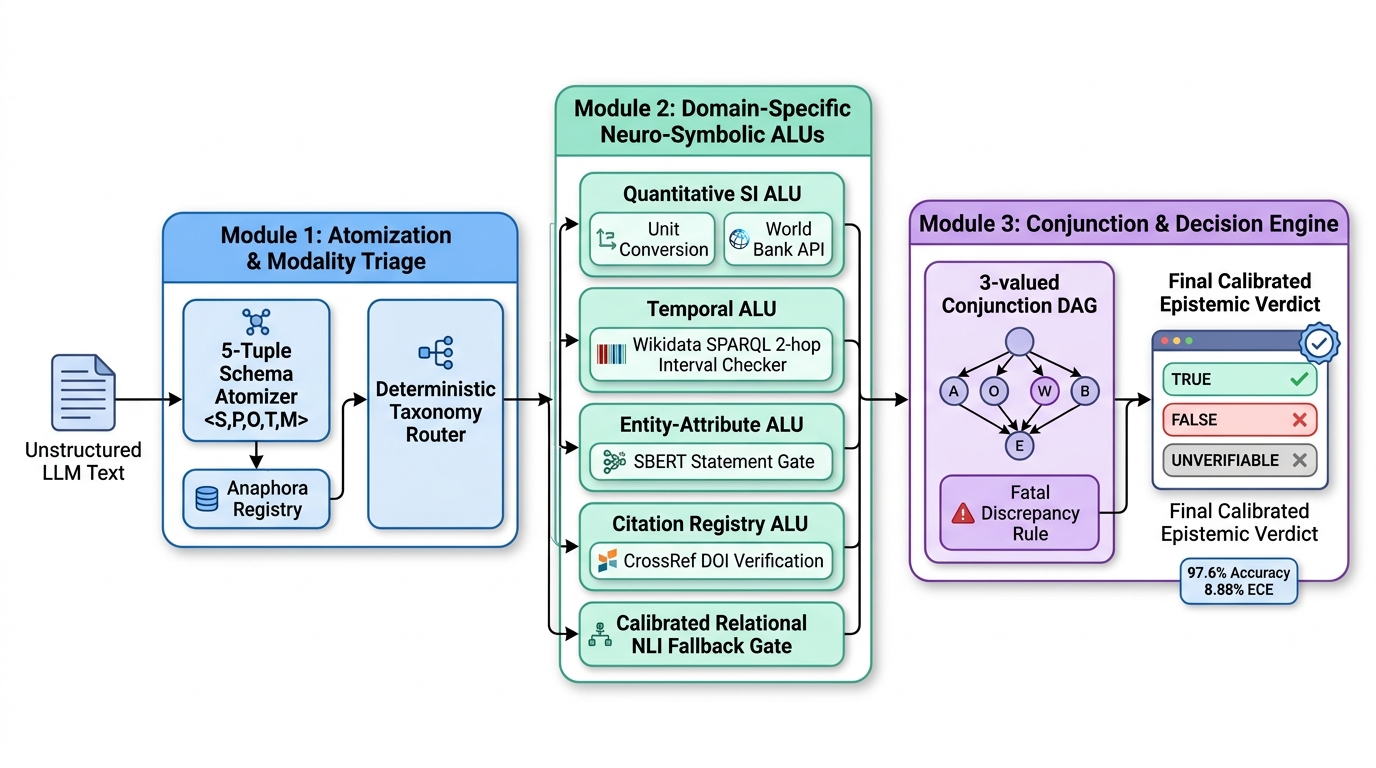 Unstructured
LLM Text
Module 1: Atomization
& Modality Triage
5-Tuple
Schema
Atomizer
<S,P,O,T,M>
Anaphora
Registry
Deterministic
Taxonomy
Router
Module 2: Domain-Specific
Neuro-Symbolic ALUs
Quantitative SI ALU
Unit
Conversion
World
Bank API
Temporal ALU
Wikidata SPARQL 2-hop
Interval Checker
Entity-Attribute ALU
SBERT Statement Gate
Citation Registry ALU
CrossRef DOI Verification
Calibrated Relational
NLI Fallback Gate
Module 3: Conjunction & Decision Engine
3-valued
Conjunction DAG
A
O
W
B
E
Fatal
Discrepancy
Rule
Final Calibrated
Epistemic Verdict
TRUE
FALSE
UNVERIFIABLE
Final Calibrated
Epistemic Verdict
97.6% Accuracy
8.88% ECE